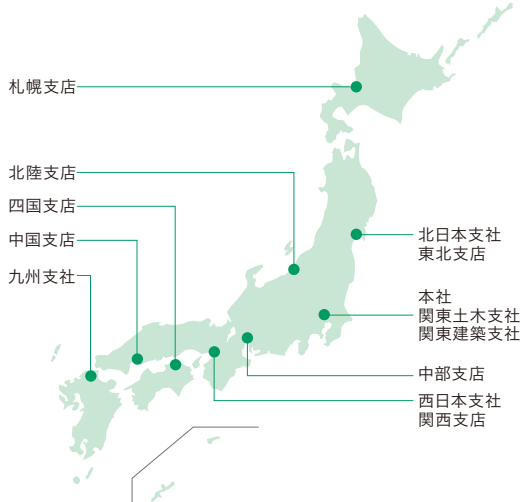 札幌支店
北陸支店
四国支店
中国支店
九州支社
北日本支社
東北支店
本社
関東土木支社
関東建築支社
中部支店
西日本支社
関西支店